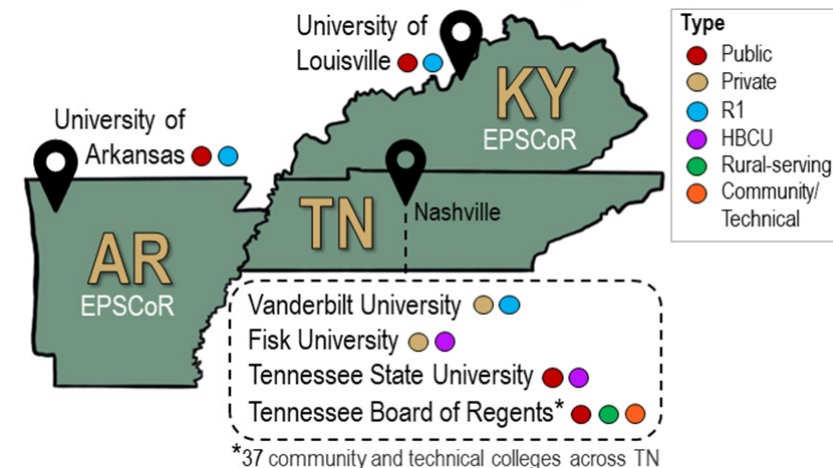 University of
Louisville
KY
EPSCoR
University of
Arkansas
AR
EPSCoR
TN
Nashville
Type
Public
Private
R1
HBCU
Rural-serving
Community/
Technical
Vanderbilt University
Fisk University
Tennessee State University
Tennessee Board of Regents*
*37 community and technical colleges across TN